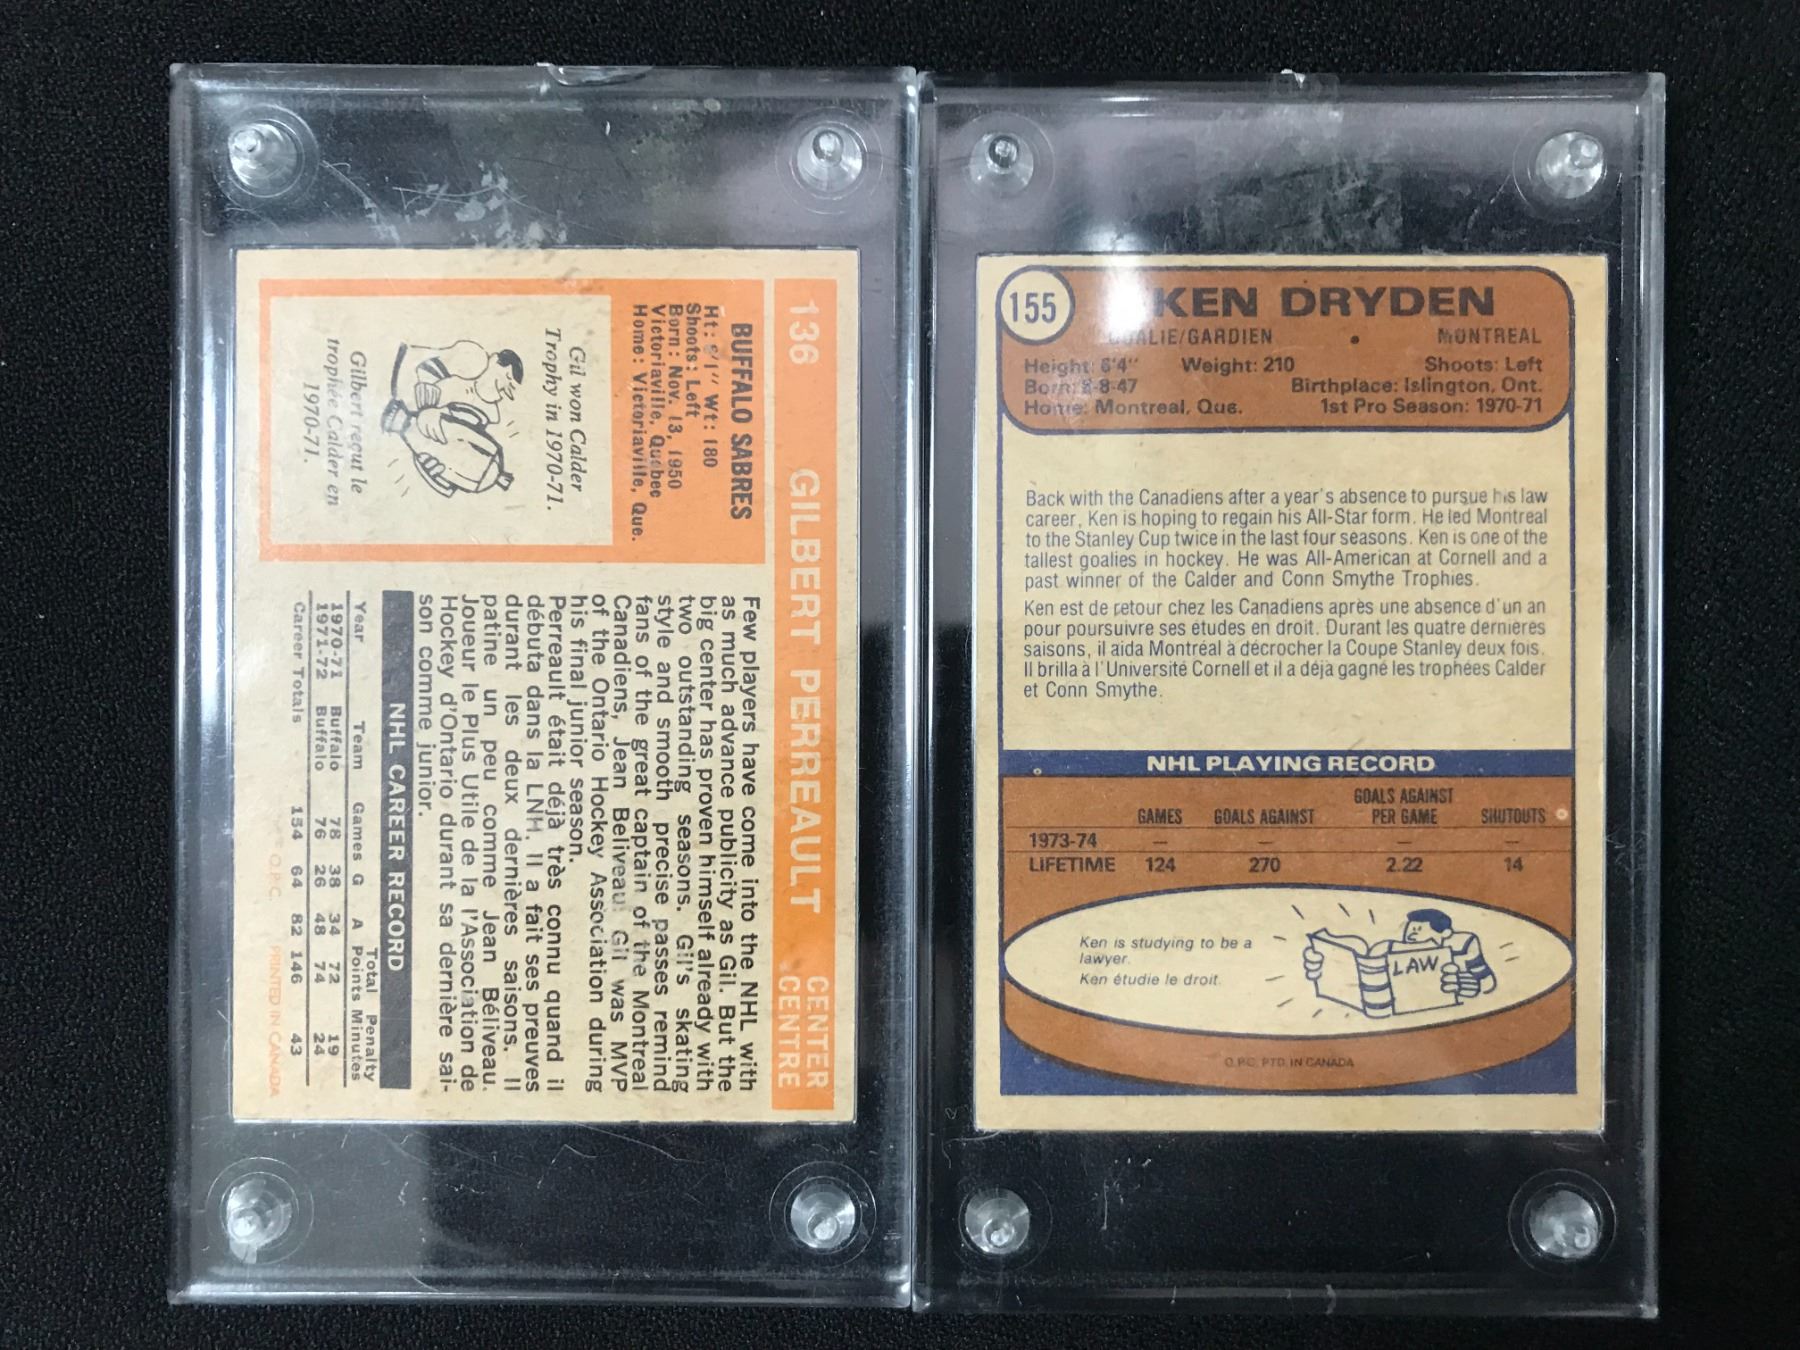 136 GILBERT PERREAULT CENTER
CENTRE
BUFFALO SABRES
Ht: 6/1" Wt: 180
Shoots: Left
Born: Nov. 13, 1950
Victoriaville, Quebec
Home: Victoriaville, Que.
Gil won Calder
Trophy in 1970-71.
Gilbert reçut le
trophée Calder en
1970-71.
Few players have come into the NHL with
as much advance publicity as Gil. But the
big center has proven himself already with
two outstanding seasons. Gil's skating
style and smooth precise passes remind
fans of the great captain of the Montreal
Canadiens, Jean Beliveau. Gil was MVP
of the Ontario Hockey Association during
his final junior season.
Perreault était déjà très connu quand il
débuta dans la LNH. Il a fait ses preuves
durant les deux dernières saisons. Il
patine un peu comme Jean Béliveau.
Joueur le Plus Utile de la l'Association de
Hockey d'Ontario durant sa dernière sai-
son comme junior.
NHL CAREER RECORD
Total Penalty
Year Team Games G A Points Minutes
1970-71 Buffalo 78 38 34 72 19
1971-72 Buffalo 76 26 48 74 24
Career Totals 154 64 82 146 43
O.P.C. PRINTED IN CANADA
155 KEN DRYDEN
GOALIE/GARDIEN • MONTREAL
Height: 6'4" Weight: 210 Shoots: Left
Born: 8-8-47 Birthplace: Islington, Ont.
Home: Montreal, Que. 1st Pro Season: 1970-71
Back with the Canadiens after a year's absence to pursue his law
career, Ken is hoping to regain his All-Star form. He led Montreal
to the Stanley Cup twice in the last four seasons. Ken is one of the
tallest goalies in hockey. He was All-American at Cornell and a
past winner of the Calder and Conn Smythe Trophies.
Ken est de retour chez les Canadiens après une absence d'un an
pour poursuivre ses études en droit. Durant les quatre dernières
saisons, il aida Montréal à décrocher la Coupe Stanley deux fois.
Il brilla à l'Université Cornell et il a déjà gagné les trophées Calder
et Conn Smythe.
NHL PLAYING RECORD
GOALS AGAINST
GAMES GOALS AGAINST PER GAME SHUTOUTS
1973-74 — — — —
LIFETIME 124 270 2.22 14
Ken is studying to be a
lawyer.
Ken étudie le droit.
LAW
O.P.C. PTD. IN CANADA